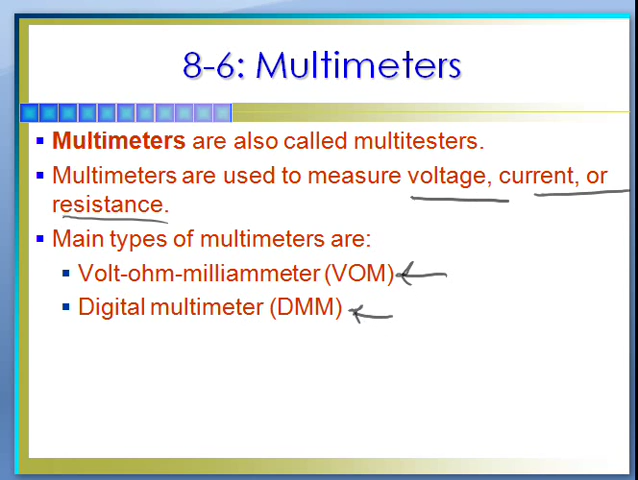 8-6: Multimeters
▪ Multimeters are also called multitesters.
▪ Multimeters are used to measure voltage, current, or
resistance.
▪ Main types of multimeters are:
▪ Volt-ohm-milliammeter (VOM)
▪ Digital multimeter (DMM)